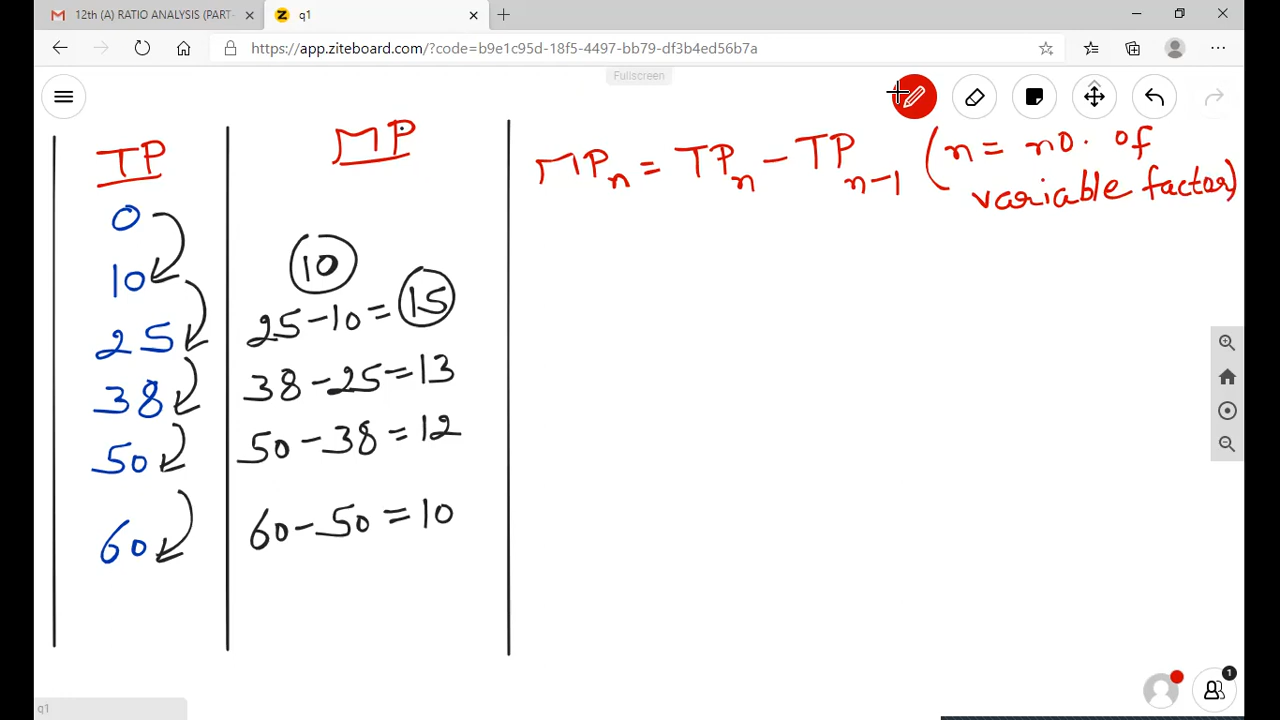 12th (A) RATIO ANALYSIS (PART-
q1
https://app.ziteboard.com/?code=b9e1c95d-18f5-4497-bb79-df3b4ed56b7a
Fullscreen
TP
MP
MPn = TPn - TPn-1 (n = no. of
variable factor)
0
10
10
25
25-10=15
38
38-25=13
50
50-38=12
60
60-50=10
q1
1